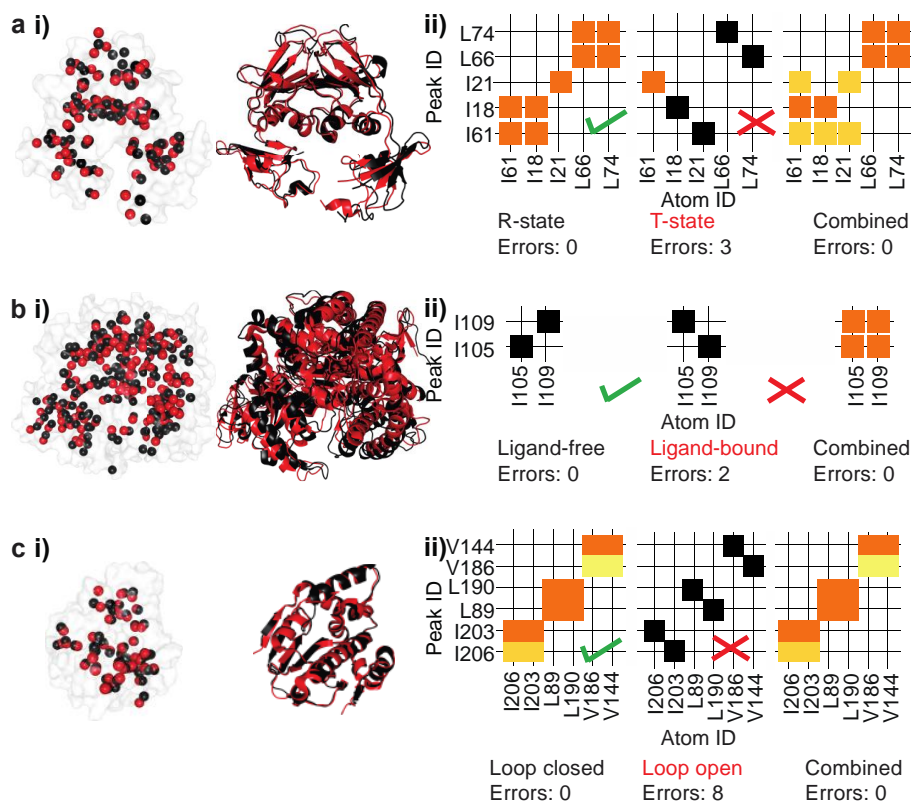 a i)
ii)
Peak ID
L74
L66
I21
I18
I61
I61 I18 I21 L66 L74
I61 I18 I21 L66 L74
I61 I18 I21 L66 L74
Atom ID
R-state T-state Combined
Errors: 0 Errors: 3 Errors: 0
b i)
ii)
Peak ID
I109
I105
I105 I109
I105 I109
I105 I109
Atom ID
Ligand-free Ligand-bound Combined
Errors: 0 Errors: 2 Errors: 0
c i)
ii)
Peak ID
V144
V186
L190
L89
I203
I206
I206 I203 L89 L190 V186 V144
I206 I203 L89 L190 V186 V144
I206 I203 L89 L190 V186 V144
Atom ID
Loop closed Loop open Combined
Errors: 0 Errors: 8 Errors: 0